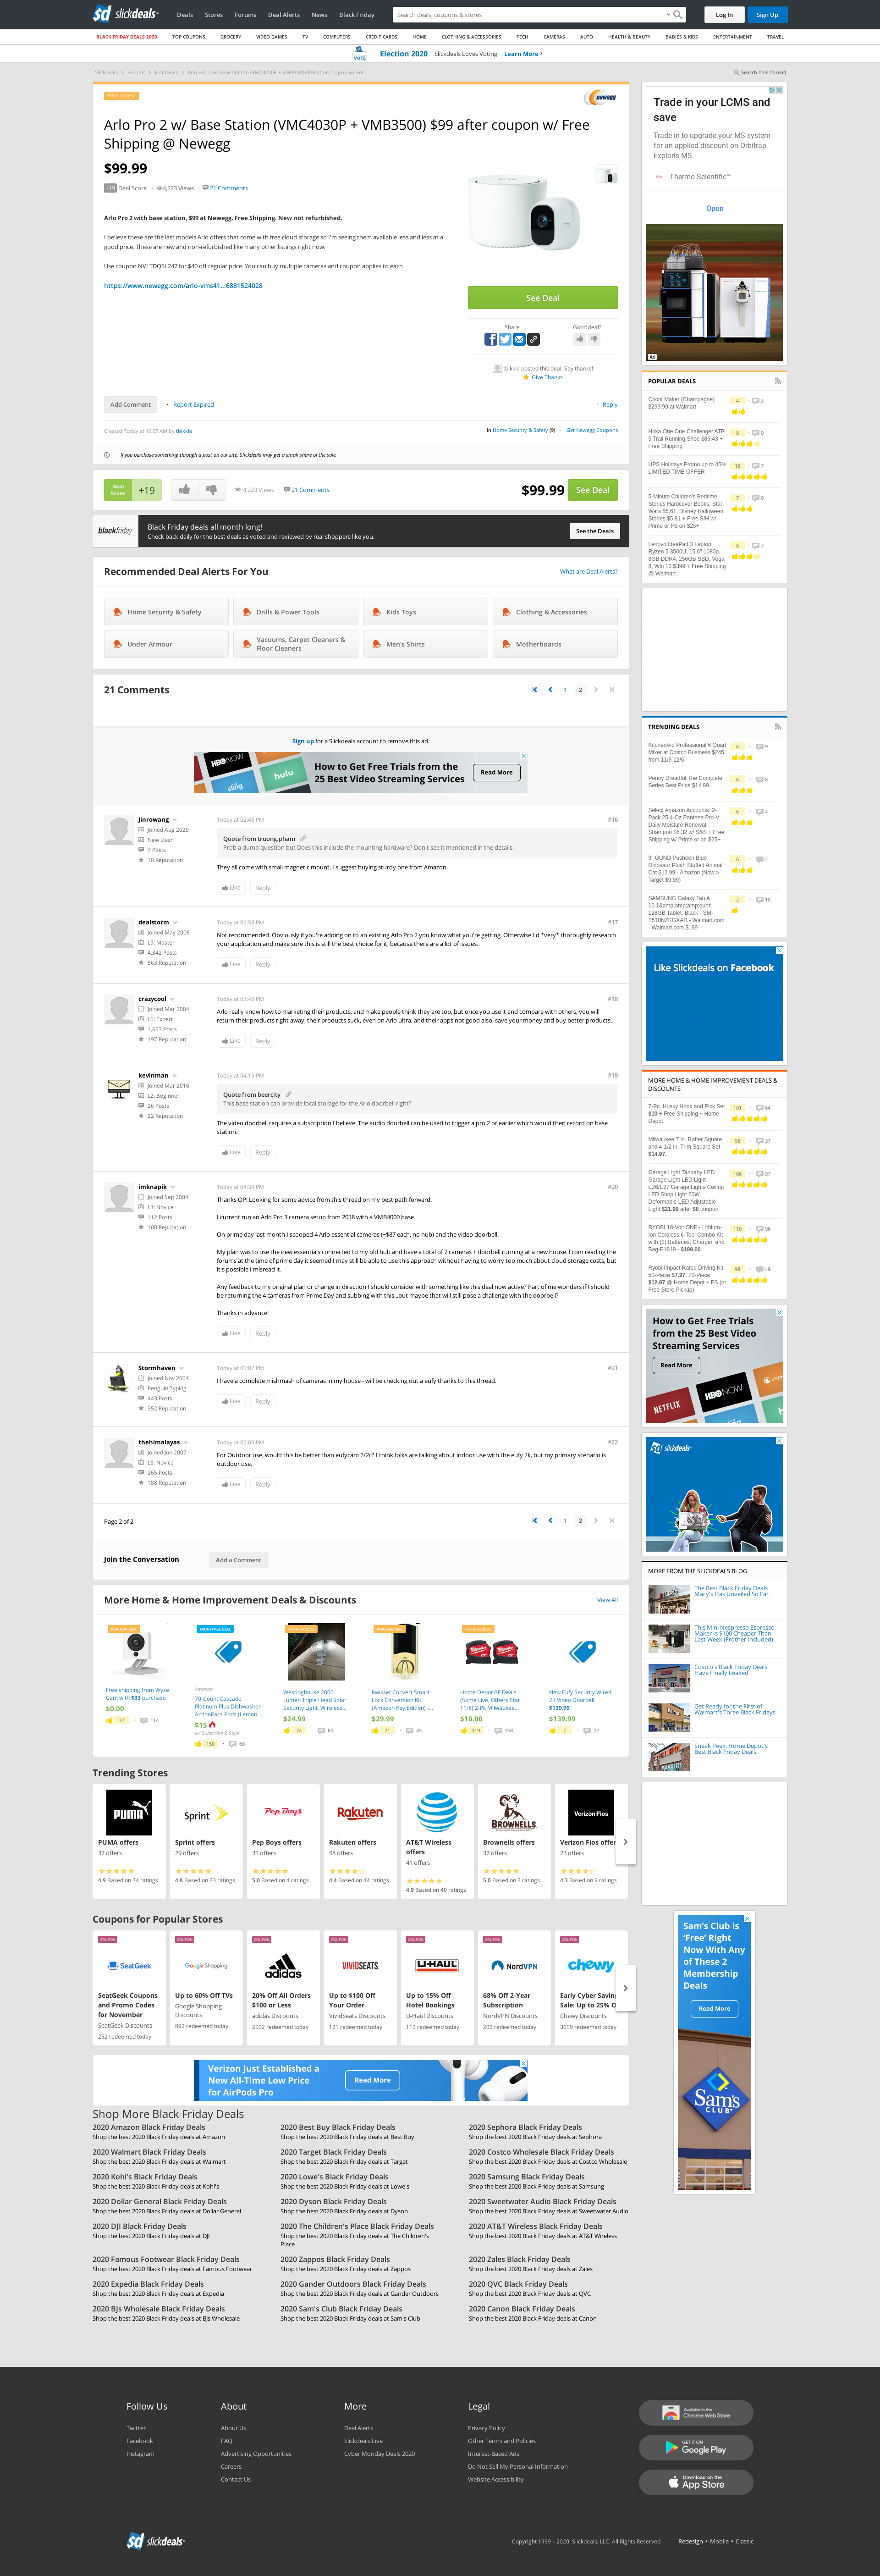 slickdeals
Deals Stores Forums Deal Alerts News Black Friday
Search deals, coupons & stores
Log In Sign Up
BLACK FRIDAY DEALS 2020 TOP COUPONS GROCERY VIDEO GAMES TV COMPUTERS CREDIT CARDS HOME CLOTHING & ACCESSORIES TECH CAMERAS AUTO HEALTH & BEAUTY BABIES & KIDS ENTERTAINMENT TRAVEL
VOTE Election 2020 Slickdeals Loves Voting Learn More
Slickdeals > Forums > Hot Deals > Arlo Pro 2 w/ Base Station (VMC4030P + VMB3500) $99 after coupon w/ Fre...
Search This Thread
POPULAR DEAL
newegg
Arlo Pro 2 w/ Base Station (VMC4030P + VMB3500) $99 after coupon w/ Free
Shipping @ Newegg
$99.99
+19 Deal Score 4,223 Views 21 Comments
Arlo Pro 2 with base station, $99 at Newegg. Free Shipping. New not refurbished.
I believe these are the last models Arlo offers that come with free cloud storage so I'm seeing them available less and less at a
good price. These are new and non-refurbished like many other listings right now.
Use coupon NVLTDQSL247 for $40 off regular price. You can buy multiple cameras and coupon applies to each .
https://www.newegg.com/arlo-vms41...6881524028
See Deal
Share
Good deal?
tbikkle posted this deal. Say thanks!
Give Thanks
Add Comment Report Expired
Reply
Created Today at 10:07 AM by tbikkle
in Home Security & Safety (9) Get Newegg Coupons
If you purchase something through a post on our site, Slickdeals may get a small share of the sale.
Deal
Score
+19
4,223 Views 21 Comments
$99.99 See Deal
blackfriday
Black Friday deals all month long!
Check back daily for the best deals as voted and reviewed by real shoppers like you.
See the Deals
Recommended Deal Alerts For You
What are Deal Alerts?
Home Security & Safety
Drills & Power Tools
Kids Toys
Clothing & Accessories
Under Armour
Vacuums, Carpet Cleaners &
Floor Cleaners
Men's Shirts
Motherboards
21 Comments
1 2
Sign up for a Slickdeals account to remove this ad.
HBO NOW
sling
hulu
How to Get Free Trials from the
25 Best Video Streaming Services
Read More
Jinrowang
Joined Aug 2020
New User
7 Posts
10 Reputation
Today at 02:43 PM
#16
Quote from truong.pham
Prob a dumb question but Does this include the mounting hardware? Don't see it mentioned in the details.
They all come with small magnetic mount. I suggest buying sturdy one from Amazon.
Like Reply
dealstorm
Joined May 2006
L9: Master
4,342 Posts
563 Reputation
Today at 02:53 PM
#17
Not recommended. Obviously if you're adding on to an existing Arlo Pro 2 you know what you're getting. Otherwise I'd *very* thoroughly research
your application and make sure this is still the best choice for it, because there are a lot of issues.
Like Reply
crazycool
Joined Mar 2004
L6: Expert
1,653 Posts
197 Reputation
Today at 03:40 PM
#18
Arlo really know how to marketing their products, and make people think they are top, but once you use it and compare with others, you will
return their products right away, their products suck, even on Arlo ultra, and their apps not good also, save your money and buy better products.
Like Reply
kevinman
Joined Mar 2016
L2: Beginner
26 Posts
22 Reputation
Today at 04:15 PM
#19
Quote from beercity
This base station can provide local storage for the Arlo doorbell right?
The video doorbell requires a subscription I believe. The audio doorbell can be used to trigger a pro 2 or earlier which would then record on base
station.
Like Reply
imknapik
Joined Sep 2004
L3: Novice
112 Posts
100 Reputation
Today at 04:34 PM
#20
Thanks OP! Looking for some advice from this thread on my best path forward.
I current run an Arlo Pro 3 camera setup from 2018 with a VMB4000 base.
On prime day last month I scooped 4 Arlo essential cameras (~$87 each, no hub) and the video doorbell.
My plan was to use the new essentials connected to my old hub and have a total of 7 cameras + doorbell running at a new house. From reading the
forums at the time of prime day it seemed I may still be able to use this approach without having to worry too much about cloud storage costs, but
it's possible I misread it.
Any feedback to my original plan or change in direction I should consider with something like this deal now active? Part of me wonders if I should
be returning the 4 cameras from Prime Day and subbing with this...but maybe that will still pose a challenge with the doorbell?
Thanks in advance!
Like Reply
Stormhaven
Joined Nov 2004
Penguin Typing
443 Posts
352 Reputation
Today at 05:02 PM
#21
I have a complete mishmash of cameras in my house - will be checking out a eufy thanks to this thread.
Like Reply
thehimalayas
Joined Jun 2007
L3: Novice
265 Posts
188 Reputation
Today at 05:05 PM
#22
For Outdoor use, would this be better than eufycam 2/2c? I think folks are talking about indoor use with the eufy 2k, but my primary scenario is
outdoor use.
Like Reply
Page 2 of 2
1 2
Join the Conversation Add a Comment
More Home & Home Improvement Deals & Discounts
View All
POPULAR DEAL
Free shipping from Wyze
Cam with $33 purchase
$0.00
32 114
FRONTPAGE DEAL
Amazon
70-Count Cascade
Platinum Plus Dishwasher
ActionPacs Pods (Lemon...
$15
w/ Subscribe & Save
150 68
POPULAR DEAL
Westinghouse 2000
Lumen Triple Head Solar
Security Light, Wireless...
$24.99
74 60
POPULAR DEAL
Kwikset Convert Smart
Lock Conversion Kit
(Amazon Key Edition) -...
$29.99
21 45
POPULAR DEAL
Home Depot BF Deals
(Some Live, Others Star
11/8) 2-Pk Milwaukee...
$10.00
319 168
New Eufy Security Wired
2K Video Doorbell
$139.99
$139.99
7 22
Trending Stores
PUMA
PUMA offers
37 offers
4.9 Based on 34 ratings
Sprint
Sprint offers
29 offers
4.8 Based on 33 ratings
Pep Boys
Pep Boys offers
31 offers
5.0 Based on 4 ratings
Rakuten
Rakuten offers
98 offers
4.4 Based on 44 ratings
AT&T Wireless
offers
41 offers
4.9 Based on 40 ratings
BROWNELLS
Brownells offers
37 offers
5.0 Based on 3 ratings
Verizon Fios
Verizon Fios offer
23 offers
4.3 Based on 9 ratings
Coupons for Popular Stores
COUPON
SeatGeek
SeatGeek Coupons
and Promo Codes
for November
SeatGeek Discounts
252 redeemed today
COUPON
Google Shopping
Up to 60% Off TVs
Google Shopping
Discounts
892 redeemed today
COUPON
adidas
20% Off All Orders
$100 or Less
adidas Discounts
2502 redeemed today
COUPON
VIVIDSEATS
Up to $100 Off
Your Order
VividSeats Discounts
121 redeemed today
COUPON
U-HAUL
Up to 15% Off
Hotel Bookings
U-Haul Discounts
113 redeemed today
COUPON
NordVPN
68% Off 2-Year
Subscription
NordVPN Discounts
203 redeemed today
COUPON
chewy
Early Cyber Saving
Sale: Up to 25% O
Chewy Discounts
3659 redeemed today
Verizon Just Established a
New All-Time Low Price
for AirPods Pro
Read More
Shop More Black Friday Deals
2020 Amazon Black Friday Deals
Shop the best 2020 Black Friday deals at Amazon
2020 Best Buy Black Friday Deals
Shop the best 2020 Black Friday deals at Best Buy
2020 Sephora Black Friday Deals
Shop the best 2020 Black Friday deals at Sephora
2020 Walmart Black Friday Deals
Shop the best 2020 Black Friday deals at Walmart
2020 Target Black Friday Deals
Shop the best 2020 Black Friday deals at Target
2020 Costco Wholesale Black Friday Deals
Shop the best 2020 Black Friday deals at Costco Wholesale
2020 Kohl's Black Friday Deals
Shop the best 2020 Black Friday deals at Kohl's
2020 Lowe's Black Friday Deals
Shop the best 2020 Black Friday deals at Lowe's
2020 Samsung Black Friday Deals
Shop the best 2020 Black Friday deals at Samsung
2020 Dollar General Black Friday Deals
Shop the best 2020 Black Friday deals at Dollar General
2020 Dyson Black Friday Deals
Shop the best 2020 Black Friday deals at Dyson
2020 Sweetwater Audio Black Friday Deals
Shop the best 2020 Black Friday deals at Sweetwater Audio
2020 DJI Black Friday Deals
Shop the best 2020 Black Friday deals at DJI
2020 The Children's Place Black Friday Deals
Shop the best 2020 Black Friday deals at The Children's
Place
2020 AT&T Wireless Black Friday Deals
Shop the best 2020 Black Friday deals at AT&T Wireless
2020 Famous Footwear Black Friday Deals
Shop the best 2020 Black Friday deals at Famous Footwear
2020 Zappos Black Friday Deals
Shop the best 2020 Black Friday deals at Zappos
2020 Zales Black Friday Deals
Shop the best 2020 Black Friday deals at Zales
2020 Expedia Black Friday Deals
Shop the best 2020 Black Friday deals at Expedia
2020 Gander Outdoors Black Friday Deals
Shop the best 2020 Black Friday deals at Gander Outdoors
2020 QVC Black Friday Deals
Shop the best 2020 Black Friday deals at QVC
2020 BJs Wholesale Black Friday Deals
Shop the best 2020 Black Friday deals at BJs Wholesale
2020 Sam's Club Black Friday Deals
Shop the best 2020 Black Friday deals at Sam's Club
2020 Canon Black Friday Deals
Shop the best 2020 Black Friday deals at Canon
Trade in your LCMS and
save
Trade in to upgrade your MS system
for an applied discount on Orbitrap
Exploris MS
Thermo Scientific™
Open
Ad
POPULAR DEALS
Cricut Maker (Champagne)
$299.99 at Walmart
4 3
Hoka One One Challenger ATR
5 Trail Running Shoe $86.43 +
Free Shipping
8 0
UPS Holidays Promo up to 45%
LIMITED TIME OFFER
18 7
5-Minute Children's Bedtime
Stories Hardcover Books: Star
Wars $5.61, Disney Halloween
Stories $5.81 + Free S/H w/
Prime or FS on $25+
7 0
Lenovo IdeaPad 3 Laptop:
Ryzen 5 3500U, 15.6" 1080p,
8GB DDR4, 256GB SSD, Vega
8, Win 10 $399 + Free Shipping
@ Walmart
8 7
TRENDING DEALS
KitchenAid Professional 6 Quart
Mixer at Costco Business $245
from 11/9-12/6
6 9
Penny Dreadful The Complete
Series Best Price $14.99
6 8
Select Amazon Accounts: 2-
Pack 25.4-Oz Pantene Pro-V
Daily Moisture Renewal
Shampoo $6.32 w/ S&S + Free
Shipping w/ Prime or on $25+
6 4
9" GUND Pusheen Blue
Dinosaur Plush Stuffed Animal
Cat $12.99 - Amazon (Now >
Target $9.99)
6 4
SAMSUNG Galaxy Tab A
10.1&amp;amp;amp;quot;
128GB Tablet, Black - SM-
T510NZKGXAR - Walmart.com
- Walmart.com $199
2 10
Like Slickdeals on Facebook
MORE HOME & HOME IMPROVEMENT DEALS &
DISCOUNTS
7-Pc. Husky Hook and Pick Set
$10 + Free Shipping ~ Home
Depot
101 64
Milwaukee 7 in. Rafter Square
and 4-1/2 in. Trim Square Set
$14.97.
98 37
Garage Light Tanbaby LED
Garage Light LED Light
E26/E27 Garage Lights Ceiling
LED Shop Light 60W
Deformable LED Adjustable
Light $21.99 after $8 coupon
106 97
RYOBI 18-Volt ONE+ Lithium-
Ion Cordless 6-Tool Combo Kit
with (2) Batteries, Charger, and
Bag-P1819 - $199.00
110 96
Ryobi Impact Rated Driving Kit
50-Piece $7.97, 70-Piece
$12.97 @ Home Depot + FS (or
Free Store Pickup)
98 49
How to Get Free Trials
from the 25 Best Video
Streaming Services
Read More
NETFLIX
HBO NOW
hulu
slickdeals
MORE FROM THE SLICKDEALS BLOG
The Best Black Friday Deals
Macy's Has Unveiled So Far
This Mini Nespresso Espresso
Maker Is $100 Cheaper Than
Last Week (Frother Included)
Costco's Black Friday Deals
Have Finally Leaked
Get Ready for the First of
Walmart's Three Black Fridays
Sneak Peek: Home Depot's
Best Black Friday Deals
Sam's Club is
'Free' Right
Now With Any
of These 2
Membership
Deals
Read More
Sam's
CLUB
Follow Us
Twitter
Facebook
Instagram
About
About Us
FAQ
Advertising Opportunities
Careers
Contact Us
More
Deal Alerts
Slickdeals Live
Cyber Monday Deals 2020
Legal
Privacy Policy
Other Terms and Policies
Interest-Based Ads
Do Not Sell My Personal Information
Website Accessibility
Available in the
Chrome Web Store
GET IT ON
Google Play
Download on the
App Store
slickdeals
Copyright 1999 – 2020. Slickdeals, LLC. All Rights Reserved. Redesign • Mobile • Classic